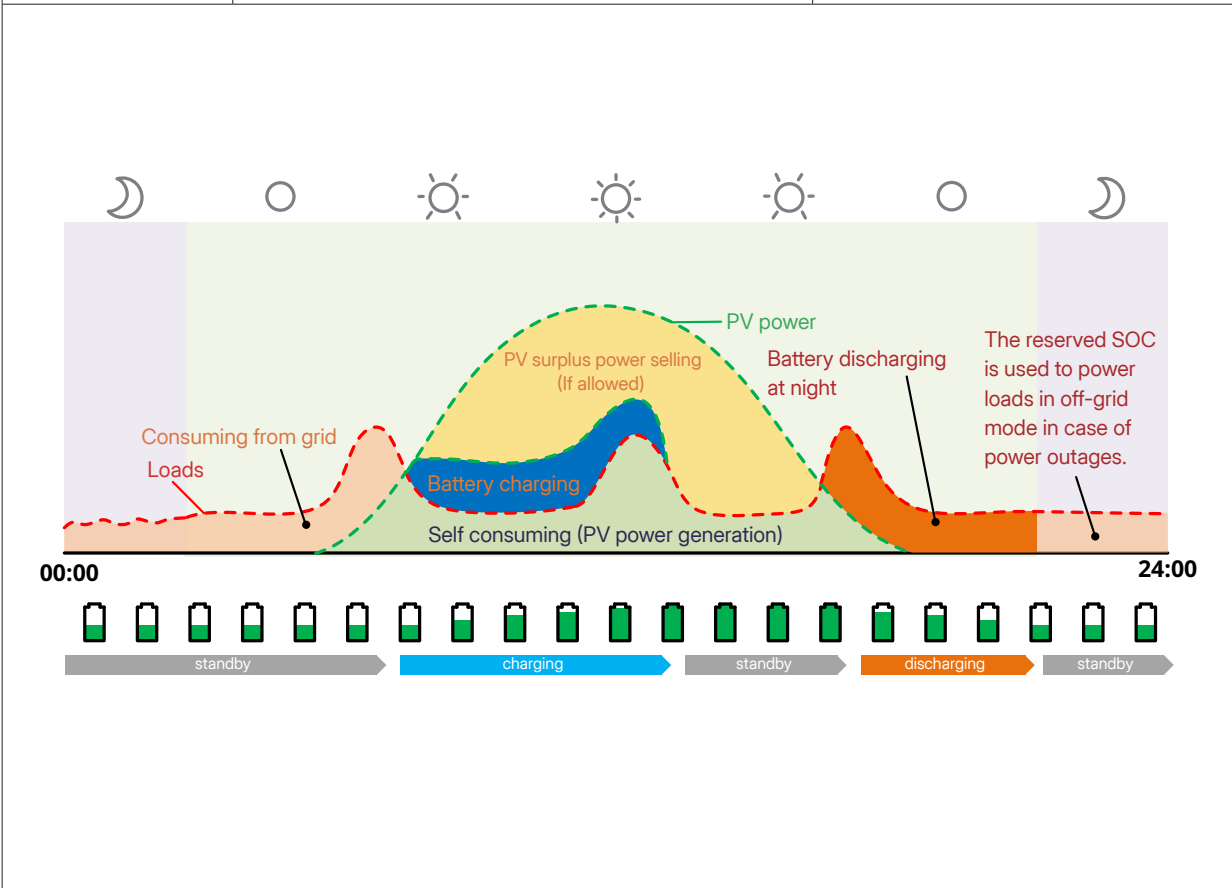 PV power
PV surplus power selling
(If allowed)
Battery discharging
at night
The reserved SOC
is used to power
loads in off-grid
mode in case of
power outages.
Consuming from grid
Loads
Battery charging
Self consuming (PV power generation)
00:00
24:00
standby
charging
standby
discharging
standby